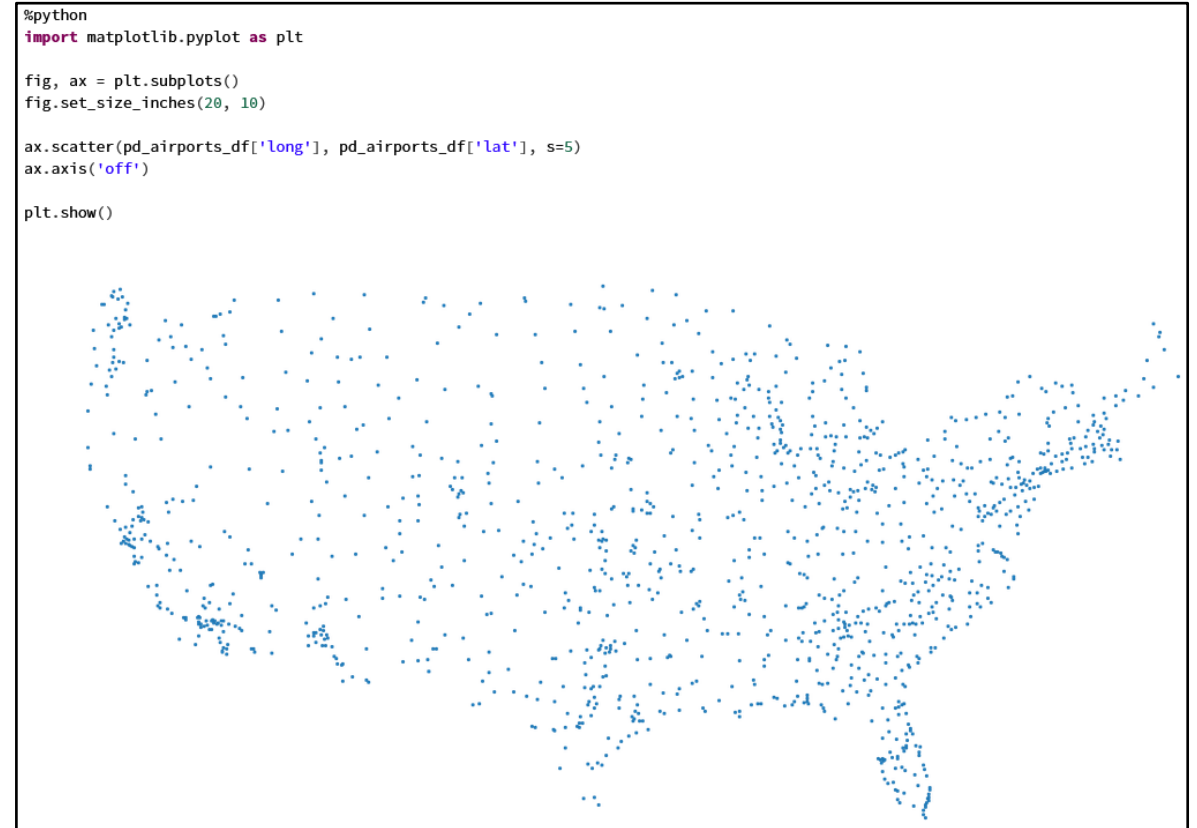 %python
import matplotlib.pyplot as plt
fig, ax = plt.subplots()
fig.set_size_inches(20, 10)
ax.scatter(pd_airports_df['long'], pd_airports_df['lat'], s=5)
ax.axis('off')
plt.show()